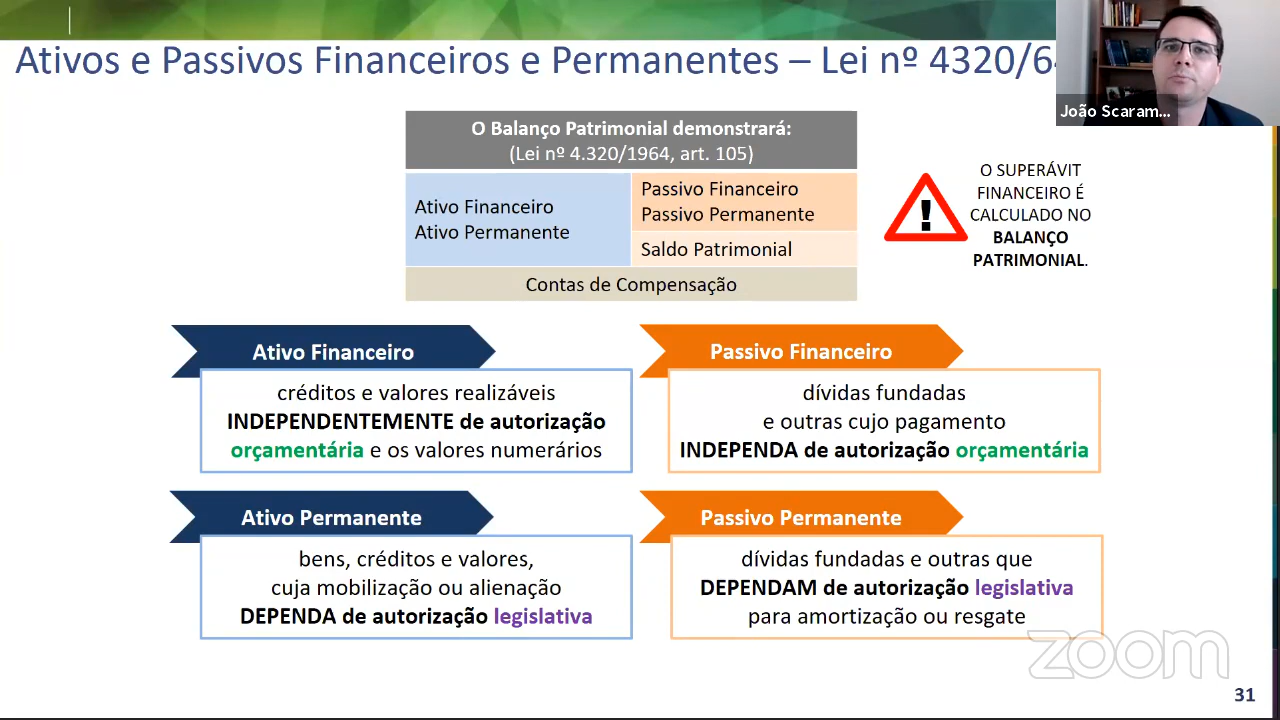 Ativos e Passivos Financeiros e Permanentes – Lei nº 4320/6
João Scaram...
O Balanço Patrimonial demonstrará:
(Lei nº 4.320/1964, art. 105)
Ativo Financeiro
Ativo Permanente
Passivo Financeiro
Passivo Permanente
Saldo Patrimonial
Contas de Compensação
!
O SUPERÁVIT
FINANCEIRO É
CALCULADO NO
BALANÇO
PATRIMONIAL.
Ativo Financeiro
créditos e valores realizáveis
INDEPENDENTEMENTE de autorização
orçamentária e os valores numerários
Passivo Financeiro
dívidas fundadas
e outras cujo pagamento
INDEPENDA de autorização orçamentária
Ativo Permanente
bens, créditos e valores,
cuja mobilização ou alienação
DEPENDA de autorização legislativa
Passivo Permanente
dívidas fundadas e outras que
DEPENDAM de autorização legislativa
para amortização ou resgate
zoom
31